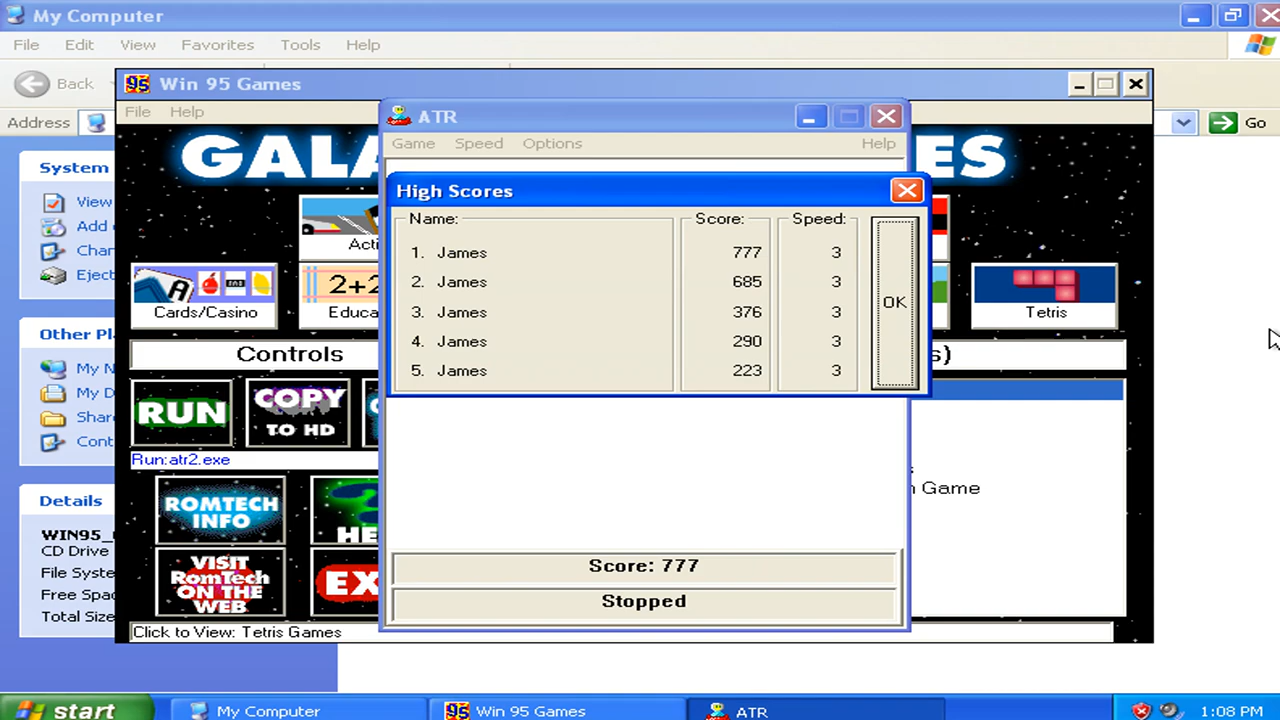 My Computer
File Edit View Favorites Tools Help
Back
Address
Go
System
View
Add
Eject
Details
WIN95_
CD Drive
File Syste
Free Spac
Total Size
Win 95 Games
File Help
Cards/Casino
Tetris
Controls
RUN
COPY
TO HD
Run:atr2.exe
ROMTECH
INFO
VISIT
RomTech
ON THE
WEB
Click to View: Tetris Games
s)
Game
ATR
Game Speed Options Help
High Scores
Name: Score: Speed:
1. James 777 3
2. James 685 3
3. James 376 3
4. James 290 3
5. James 223 3
OK
Score: 777
Stopped
start My Computer Win 95 Games ATR 1:08 PM